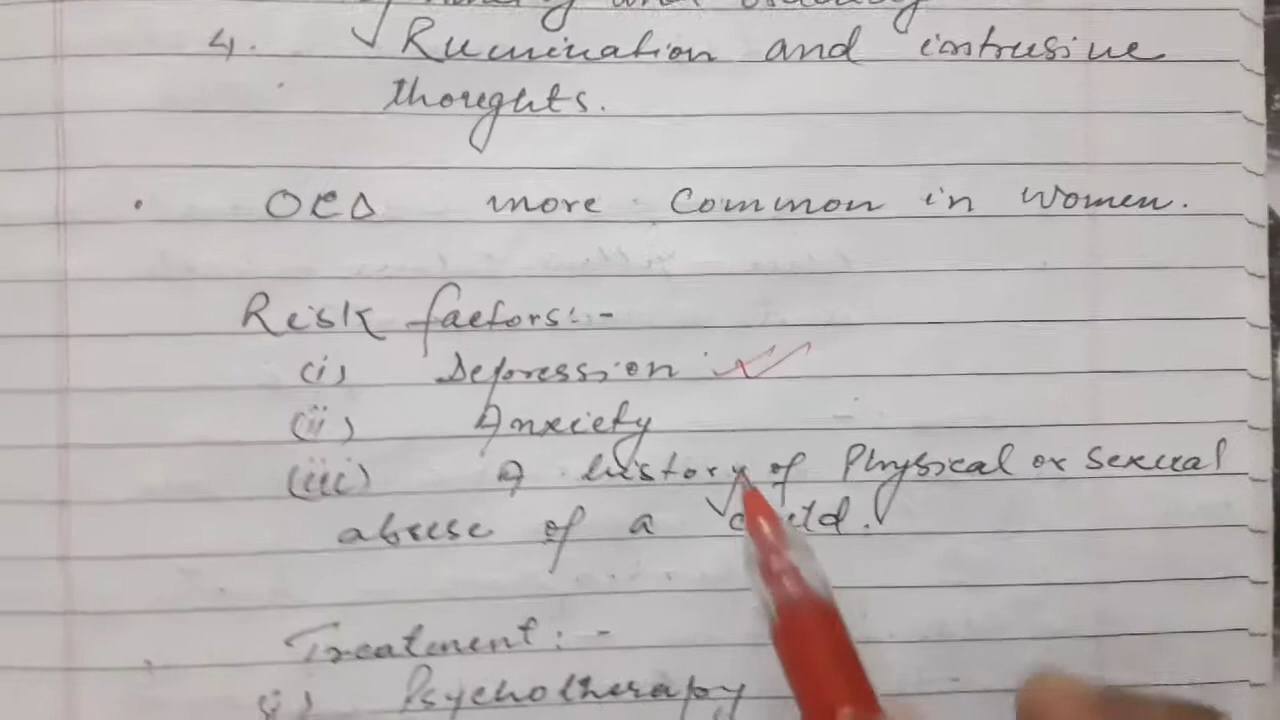 4. Rumination and intrusive
thoughts.
OCD more common in women.
Risk factors:-
(i) Depression
(ii) Anxiety
(iii) A history of Physical or Sexual
abuse of a child.
Treatment:-
(i) Psychotherapy